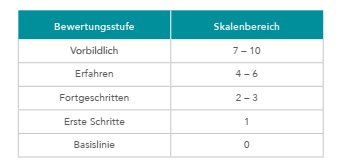 Bewertungsstufe Skalenbereich
Vorbildlich 7 – 10
Erfahren 4 – 6
Fortgeschritten 2 – 3
Erste Schritte 1
Basislinie 0